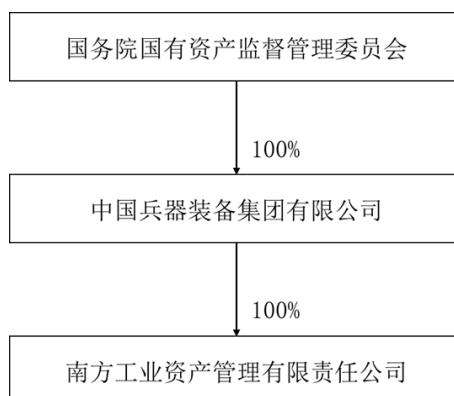 国务院国有资产监督管理委员会
100%
中国兵器装备集团有限公司
100%
南方工业资产管理有限责任公司